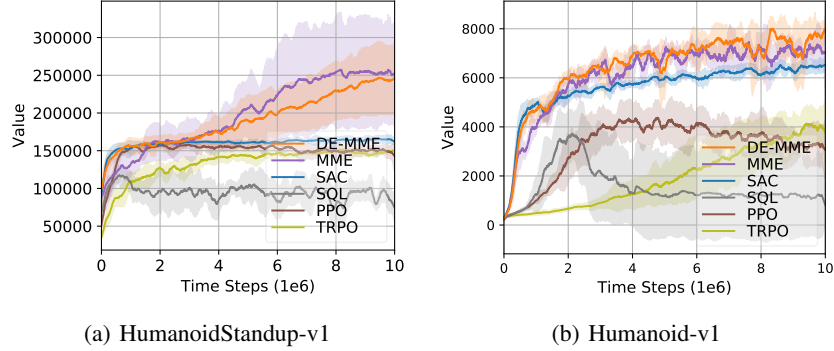 300000
250000
200000
150000
100000
50000
Value
0 2 4 6 8 10
Time Steps (1e6)
DE-MME
MME
SAC
SQL
PPO
TRPO
(a) HumanoidStandup-v1
8000
6000
4000
2000
0
Value
0 2 4 6 8 10
Time Steps (1e6)
DE-MME
MME
SAC
SQL
PPO
TRPO
(b) Humanoid-v1